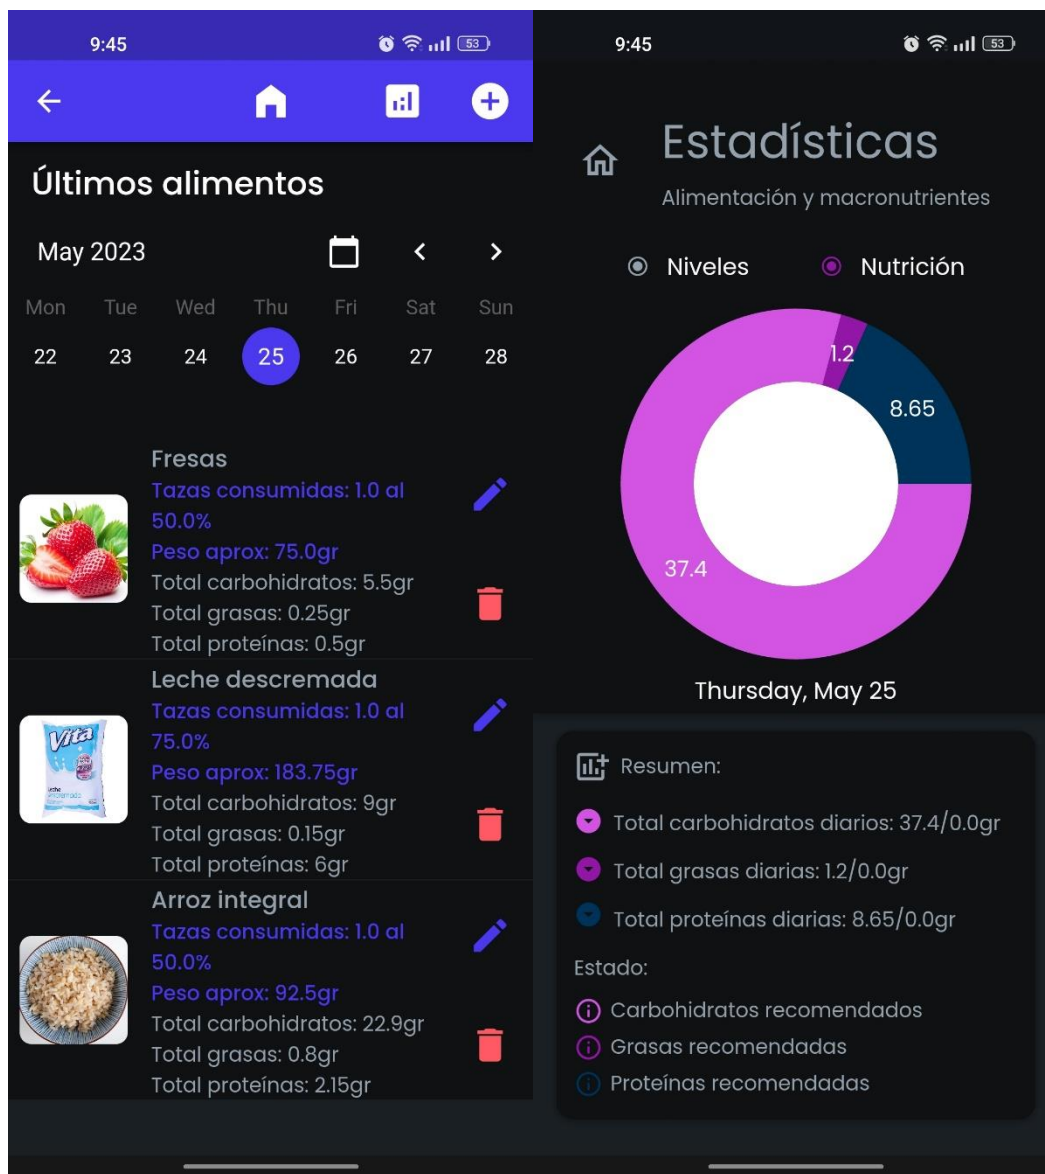 9:45
53
Últimos alimentos
May 2023
Mon Tue Wed Thu Fri Sat Sun
22 23 24 25 26 27 28
Fresas
Tazas consumidas: 1.0 al
50.0%
Peso aprox: 75.0gr
Total carbohidratos: 5.5gr
Total grasas: 0.25gr
Total proteínas: 0.5gr
Vita
Leche descremada
Tazas consumidas: 1.0 al
75.0%
Peso aprox: 183.75gr
Total carbohidratos: 9gr
Total grasas: 0.15gr
Total proteínas: 6gr
Arroz integral
Tazas consumidas: 1.0 al
50.0%
Peso aprox: 92.5gr
Total carbohidratos: 22.9gr
Total grasas: 0.8gr
Total proteínas: 2.15gr
9:45
53
Estadísticas
Alimentación y macronutrientes
Niveles Nutrición
1.2
8.65
37.4
Thursday, May 25
Resumen:
Total carbohidratos diarios: 37.4/0.0gr
Total grasas diarias: 1.2/0.0gr
Total proteínas diarias: 8.65/0.0gr
Estado:
Carbohidratos recomendados
Grasas recomendadas
Proteínas recomendadas